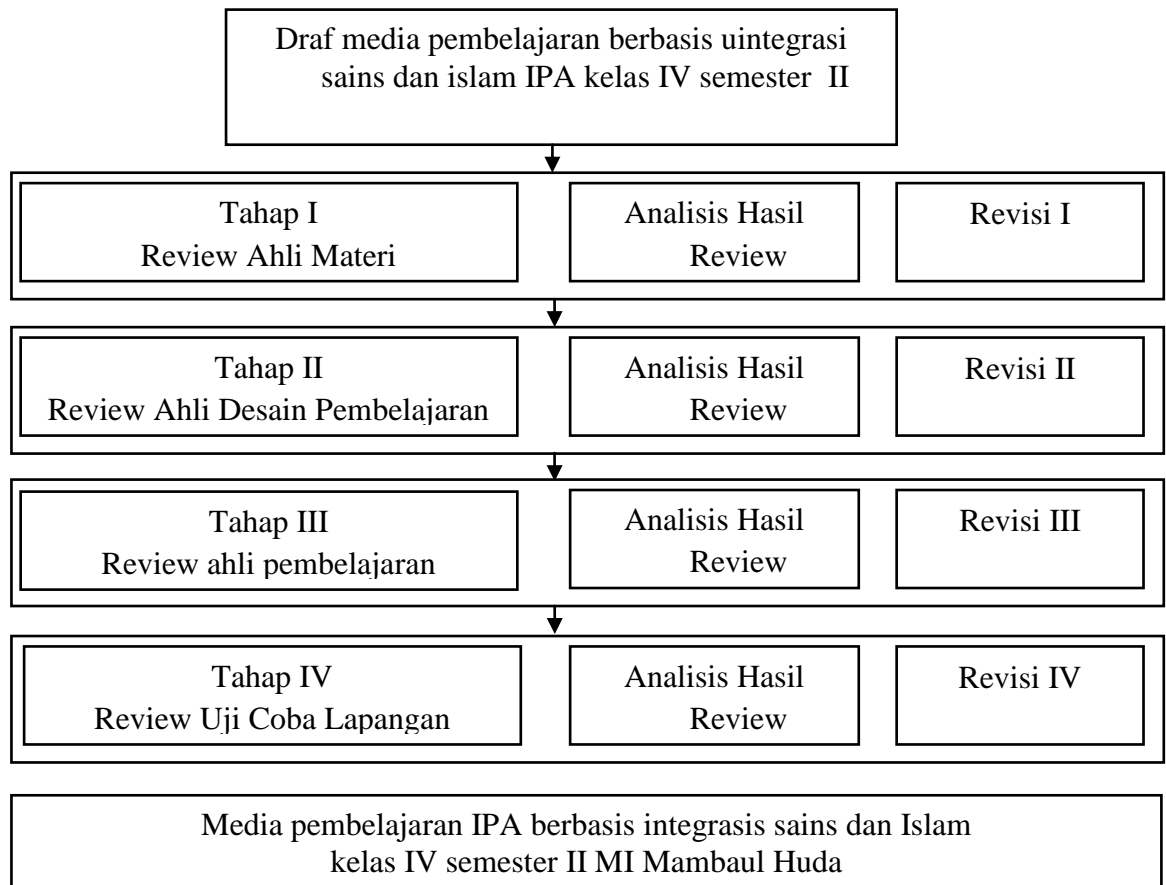 Draf media pembelajaran berbasis uintegrasi
sains dan islam IPA kelas IV semester II
Tahap I
Review Ahli Materi
Analisis Hasil
Review
Revisi I
Tahap II
Review Ahli Desain Pembelajaran
Analisis Hasil
Review
Revisi II
Tahap III
Review ahli pembelajaran
Analisis Hasil
Review
Revisi III
Tahap IV
Review Uji Coba Lapangan
Analisis Hasil
Review
Revisi IV
Media pembelajaran IPA berbasis integrasis sains dan Islam
kelas IV semester II MI Mambaul Huda